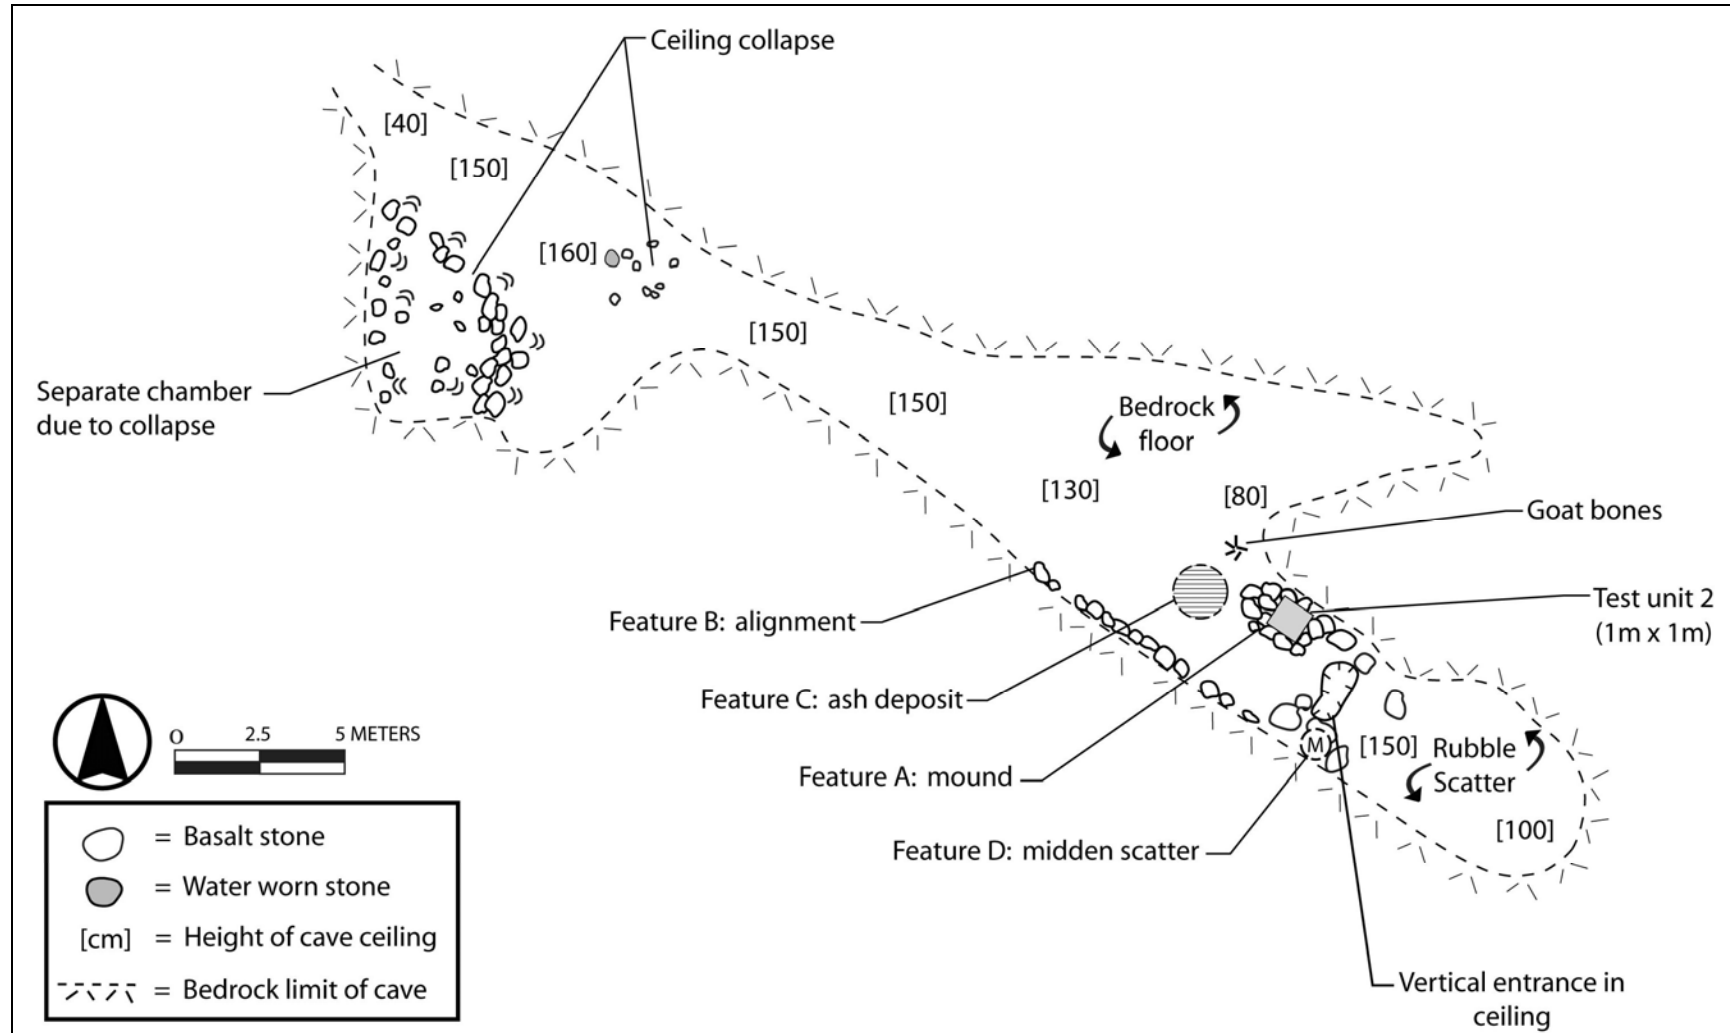 Ceiling collapse
[40]
[150]
[160]
[150]
Separate chamber
due to collapse
[150]
Bedrock
floor
[130]
[80]
Goat bones
Feature B: alignment
Test unit 2
(1m x 1m)
Feature C: ash deposit
Feature A: mound
M
[150]
Rubble
Scatter
[100]
Feature D: midden scatter
Vertical entrance in
ceiling
0 2.5 5 METERS
= Basalt stone
= Water worn stone
[cm] = Height of cave ceiling
= Bedrock limit of cave